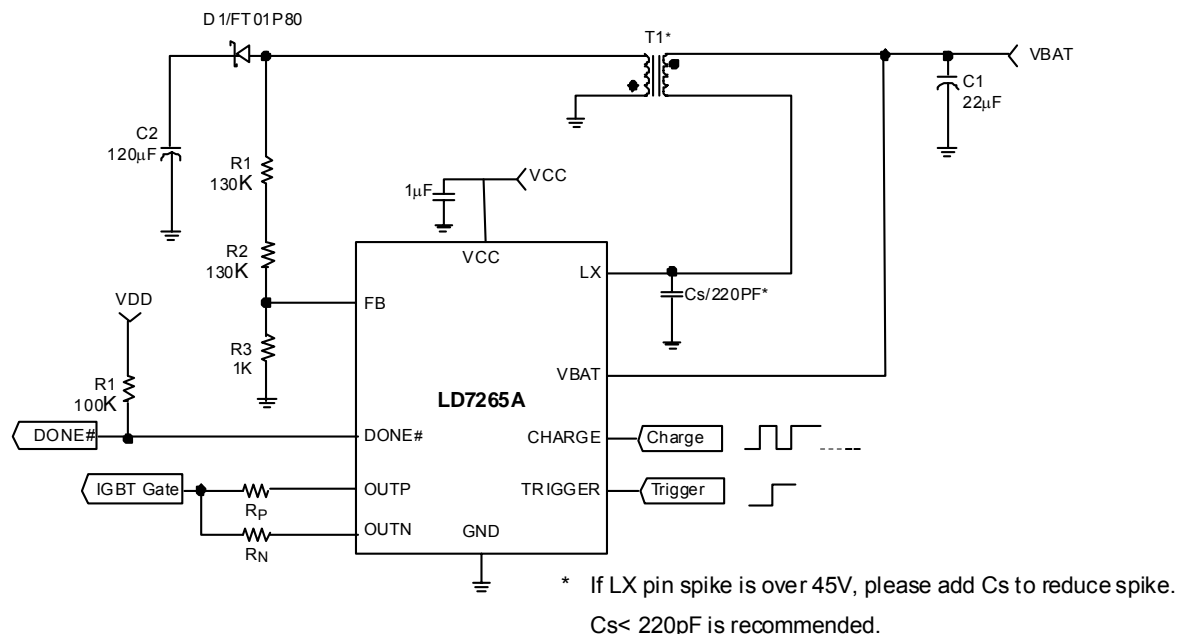 D1/FT01P80
T1*
VBAT
C1
22μF
C2
120μF
R1
130K
1μF
VCC
R2
130K
VCC
LX
Cs/220PF*
VDD
FB
R3
1K
VBAT
R1
100K
LD7265A
DONE#
DONE#
CHARGE
Charge
IGBT Gate
OUTP
TRIGGER
Trigger
RP
OUTN
GND
RN
* If LX pin spike is over 45V, please add Cs to reduce spike.
Cs< 220pF is recommended.